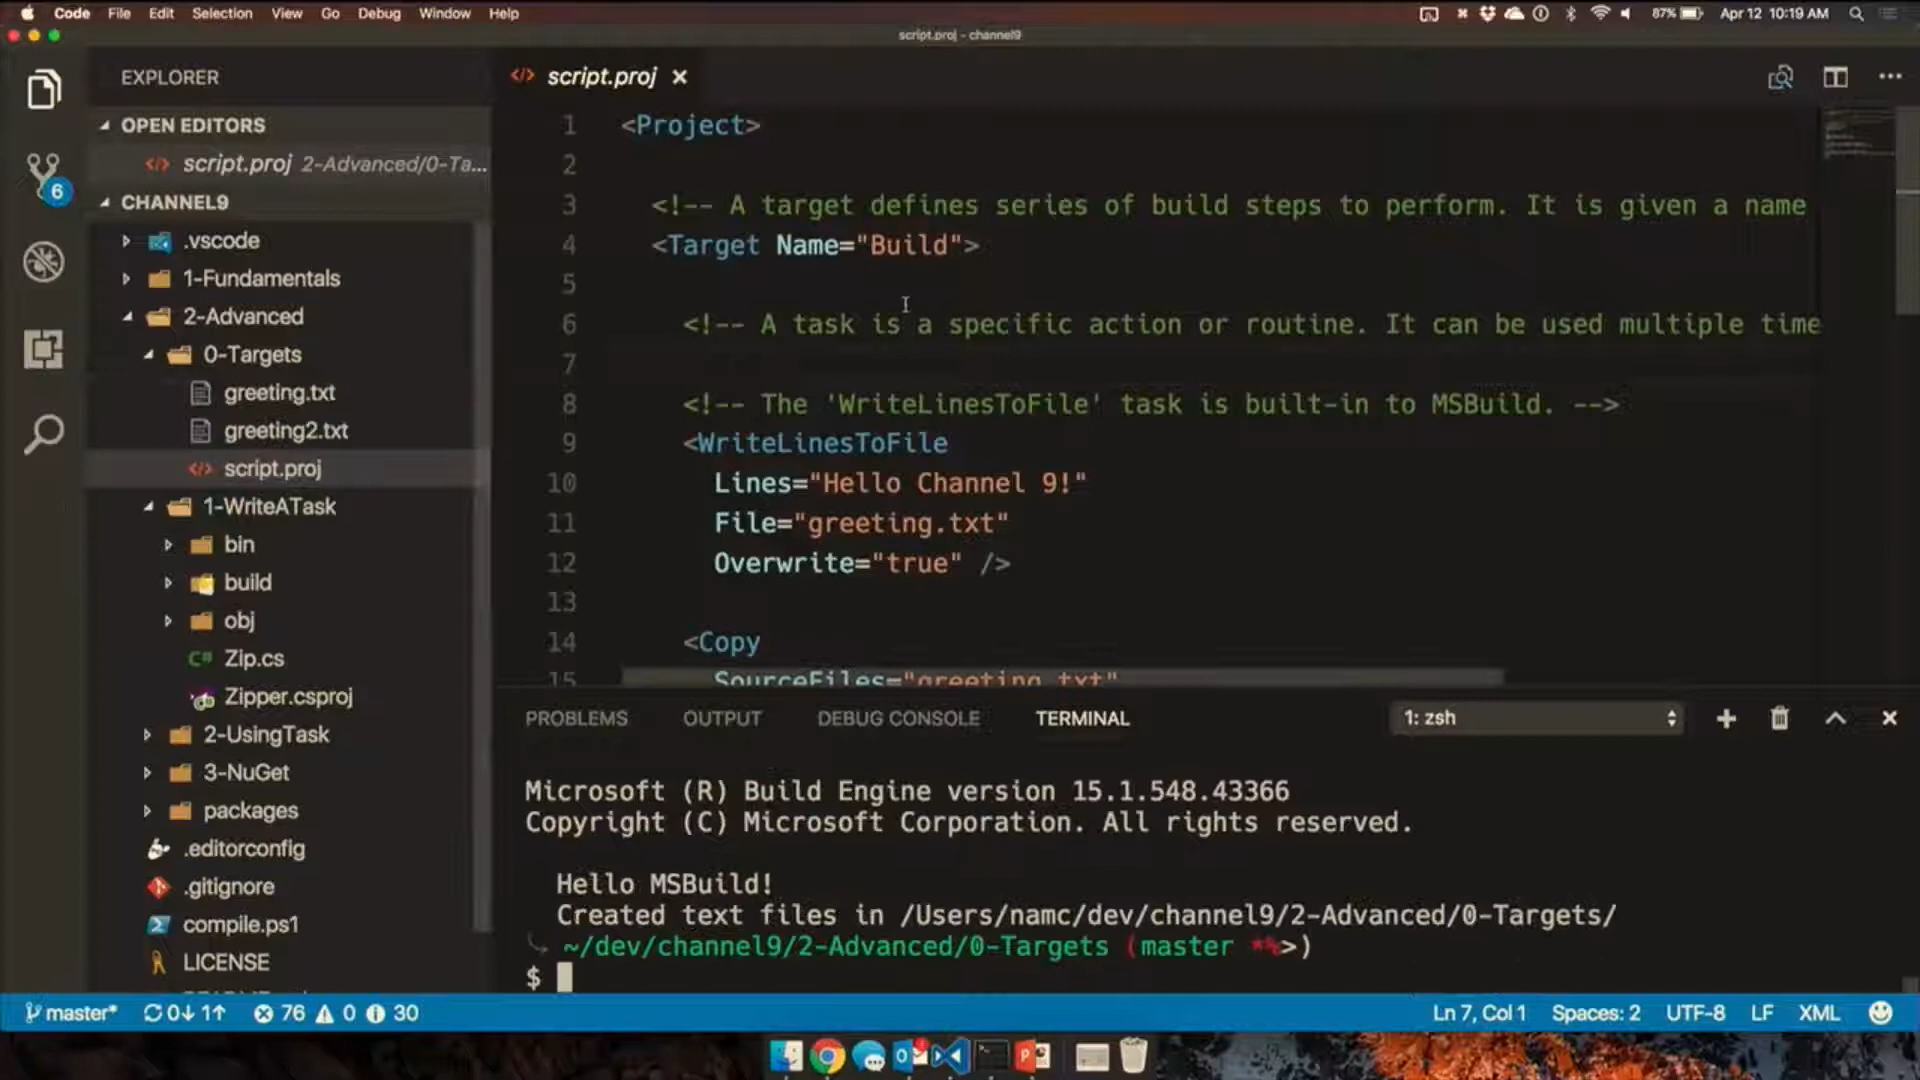 Code File Edit Selection View Go Debug Window Help 87% Apr 12 10:19 AM
script.proj - channel9
EXPLORER
OPEN EDITORS
script.proj 2-Advanced/0-Ta...
6
CHANNEL9
.vscode
1-Fundamentals
2-Advanced
0-Targets
greeting.txt
greeting2.txt
script.proj
1-WriteATask
bin
build
obj
Zip.cs
Zipper.csproj
2-UsingTask
3-NuGet
packages
.editorconfig
.gitignore
compile.ps1
LICENSE
script.proj
1 <Project>
2
3 <!-- A target defines series of build steps to perform. It is given a name
4 <Target Name="Build">
5
6 <!-- A task is a specific action or routine. It can be used multiple time
7
8 <!-- The 'WriteLinesToFile' task is built-in to MSBuild. -->
9 <WriteLinesToFile
10 Lines="Hello Channel 9!"
11 File="greeting.txt"
12 Overwrite="true" />
13
14 <Copy
15 SourceFiles="greeting.txt"
PROBLEMS OUTPUT DEBUG CONSOLE TERMINAL 1: zsh
Microsoft (R) Build Engine version 15.1.548.43366
Copyright (C) Microsoft Corporation. All rights reserved.
Hello MSBuild!
Created text files in /Users/namc/dev/channel9/2-Advanced/0-Targets/
~/dev/channel9/2-Advanced/0-Targets (master *%>)
$
master* 0↓ 1↑ 76 0 30 Ln 7, Col 1 Spaces: 2 UTF-8 LF XML